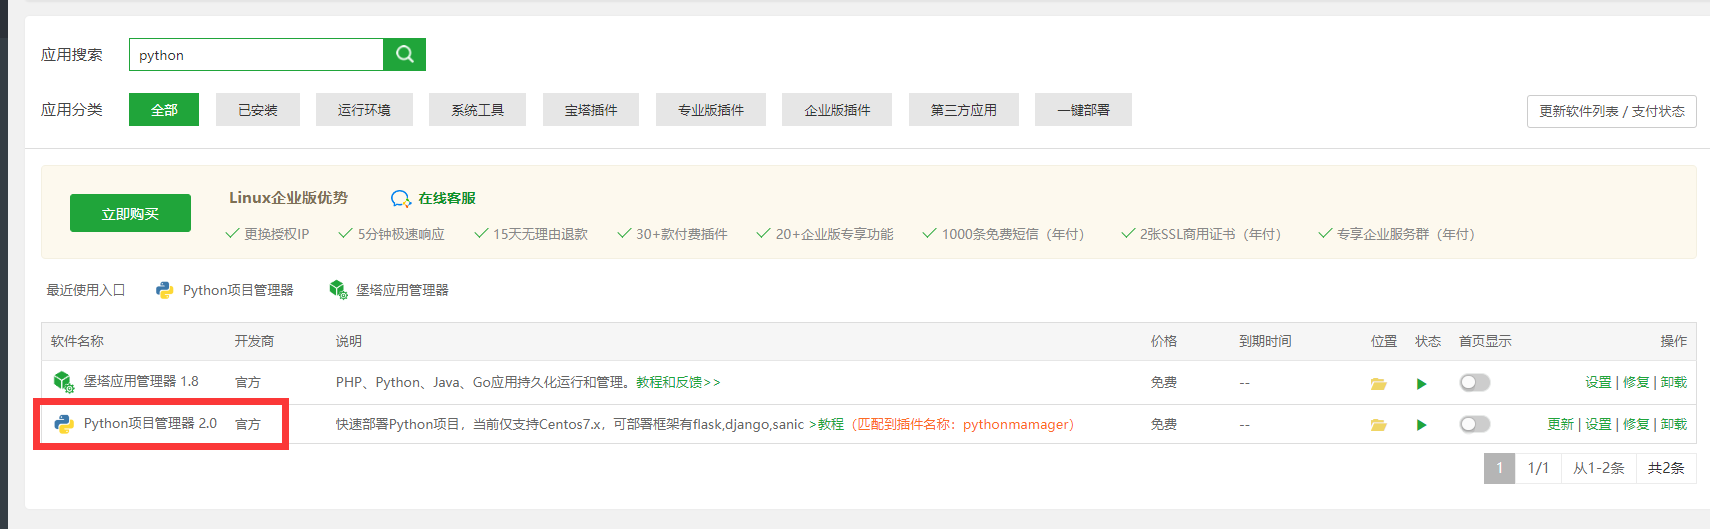 应用搜索 python
应用分类 全部 已安装 运行环境 系统工具 宝塔插件 专业版插件 企业版插件 第三方应用 一键部署 更新软件列表 / 支付状态
立即购买 Linux企业版优势 在线客服
更换授权IP 5分钟极速响应 15天无理由退款 30+款付费插件 20+企业版专享功能 1000条免费短信（年付） 2张SSL商用证书（年付） 专享企业服务群（年付）
最近使用入口 Python项目管理器 堡塔应用管理器
软件名称 开发商 说明 价格 到期时间 位置 状态 首页显示 操作
堡塔应用管理器 1.8 官方 PHP、Python、Java、Go应用持久化运行和管理。教程和反馈>> 免费 -- 设置 | 修复 | 卸载
Python项目管理器 2.0 官方 快速部署Python项目，当前仅支持Centos7.x，可部署框架有flask,django,sanic >教程（匹配到插件名称：pythonmamager） 免费 -- 更新 | 设置 | 修复 | 卸载
1 1/1 从1-2条 共2条